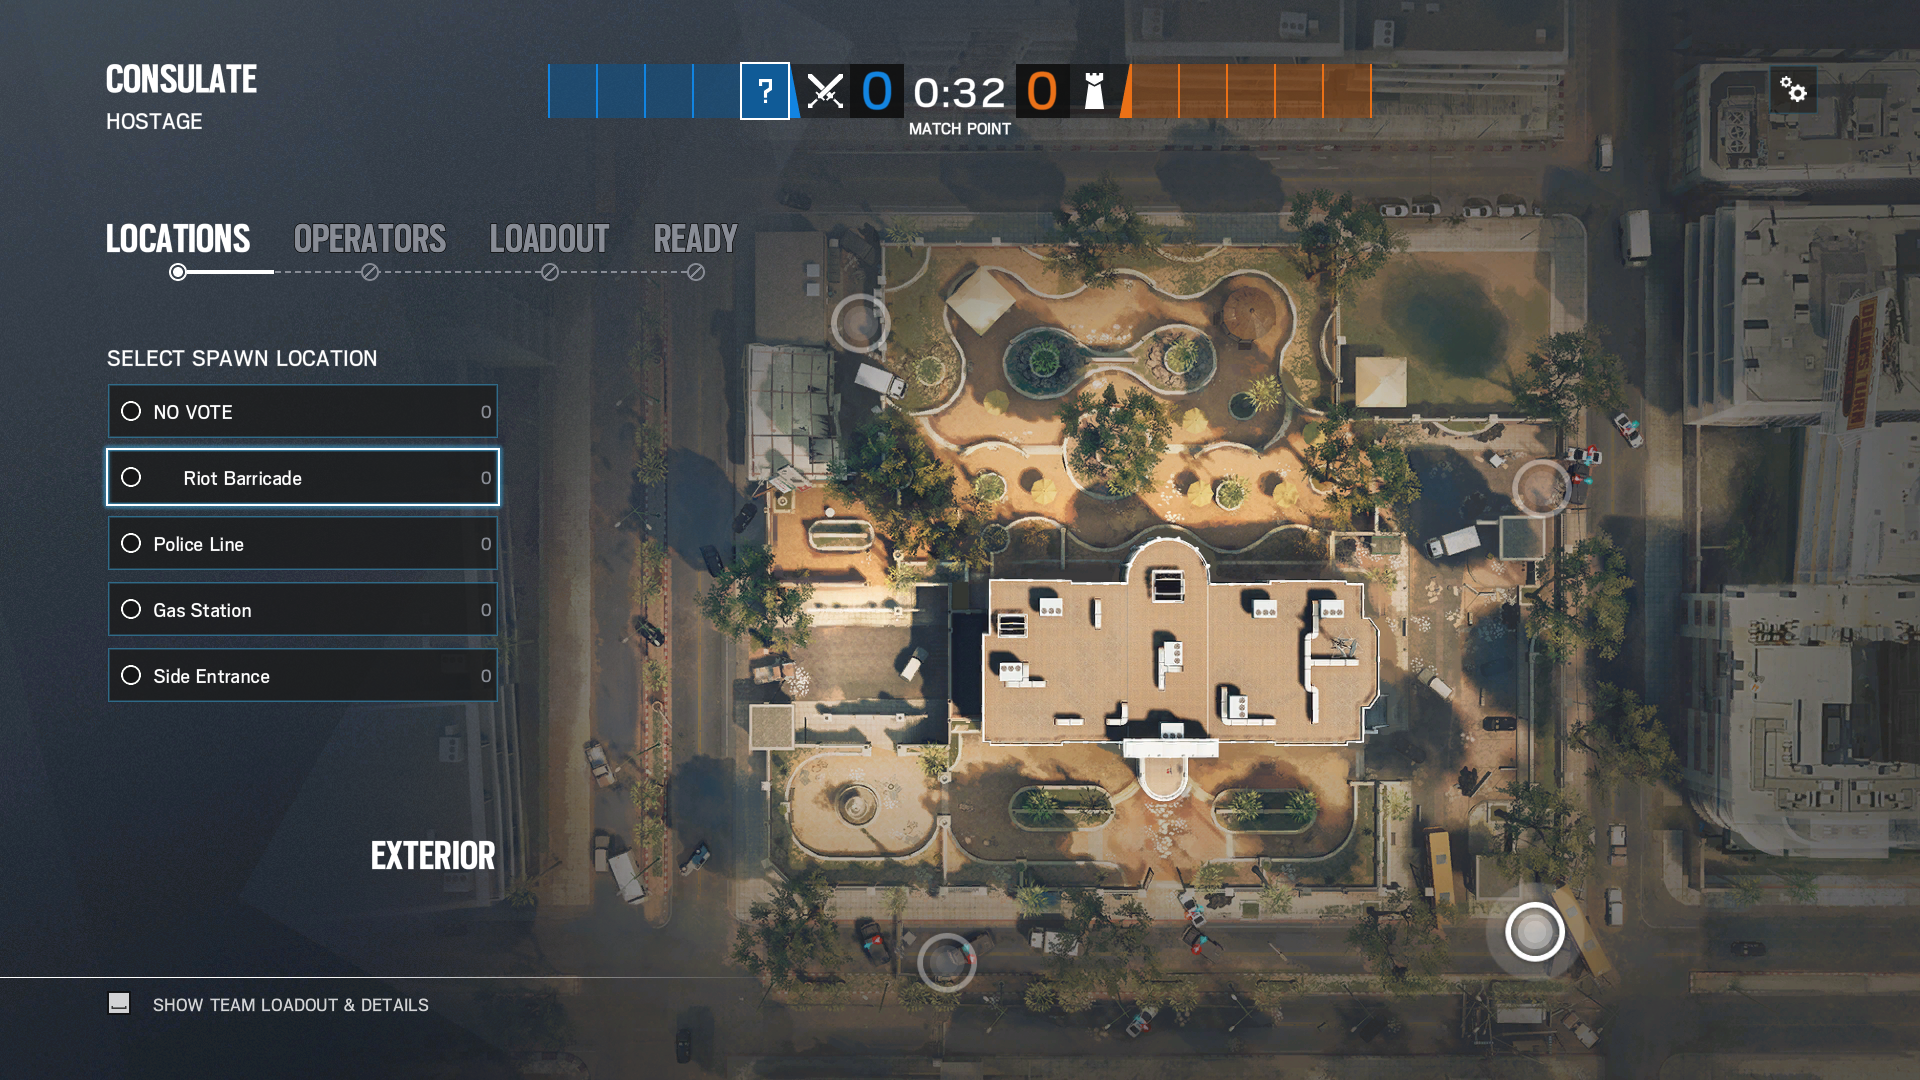 CONSULATE
HOSTAGE
?
0
0:32
0
MATCH POINT
LOCATIONS
OPERATORS
LOADOUT
READY
SELECT SPAWN LOCATION
NO VOTE 0
Riot Barricade 0
Police Line 0
Gas Station 0
Side Entrance 0
EXTERIOR
SHOW TEAM LOADOUT & DETAILS